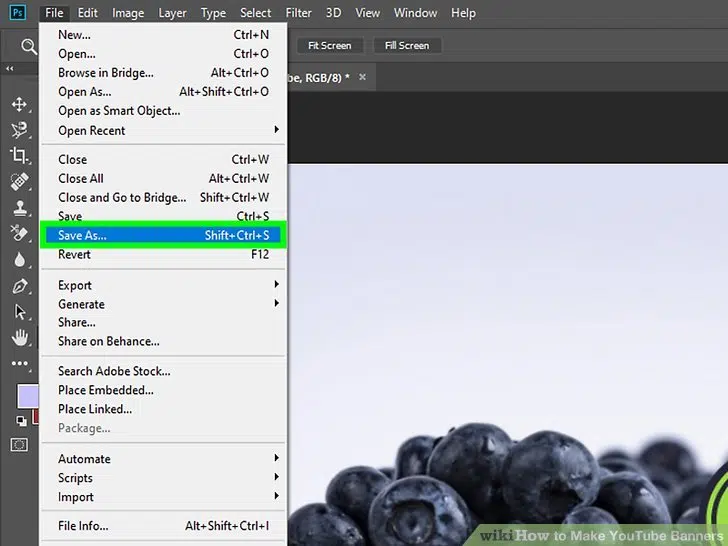 Ps File Edit Image Layer Type Select Filter 3D View Window Help
Fit Screen Fill Screen
be, RGB/8) * ×
New... Ctrl+N
Open... Ctrl+O
Browse in Bridge... Alt+Ctrl+O
Open As... Alt+Shift+Ctrl+O
Open as Smart Object...
Open Recent
Close Ctrl+W
Close All Alt+Ctrl+W
Close and Go to Bridge... Shift+Ctrl+W
Save Ctrl+S
Save As... Shift+Ctrl+S
Revert F12
Export
Generate
Share...
Share on Behance...
Search Adobe Stock...
Place Embedded...
Place Linked...
Package...
Automate
Scripts
Import
File Info... Alt+Shift+Ctrl+I
wikiHow to Make YouTube Banners